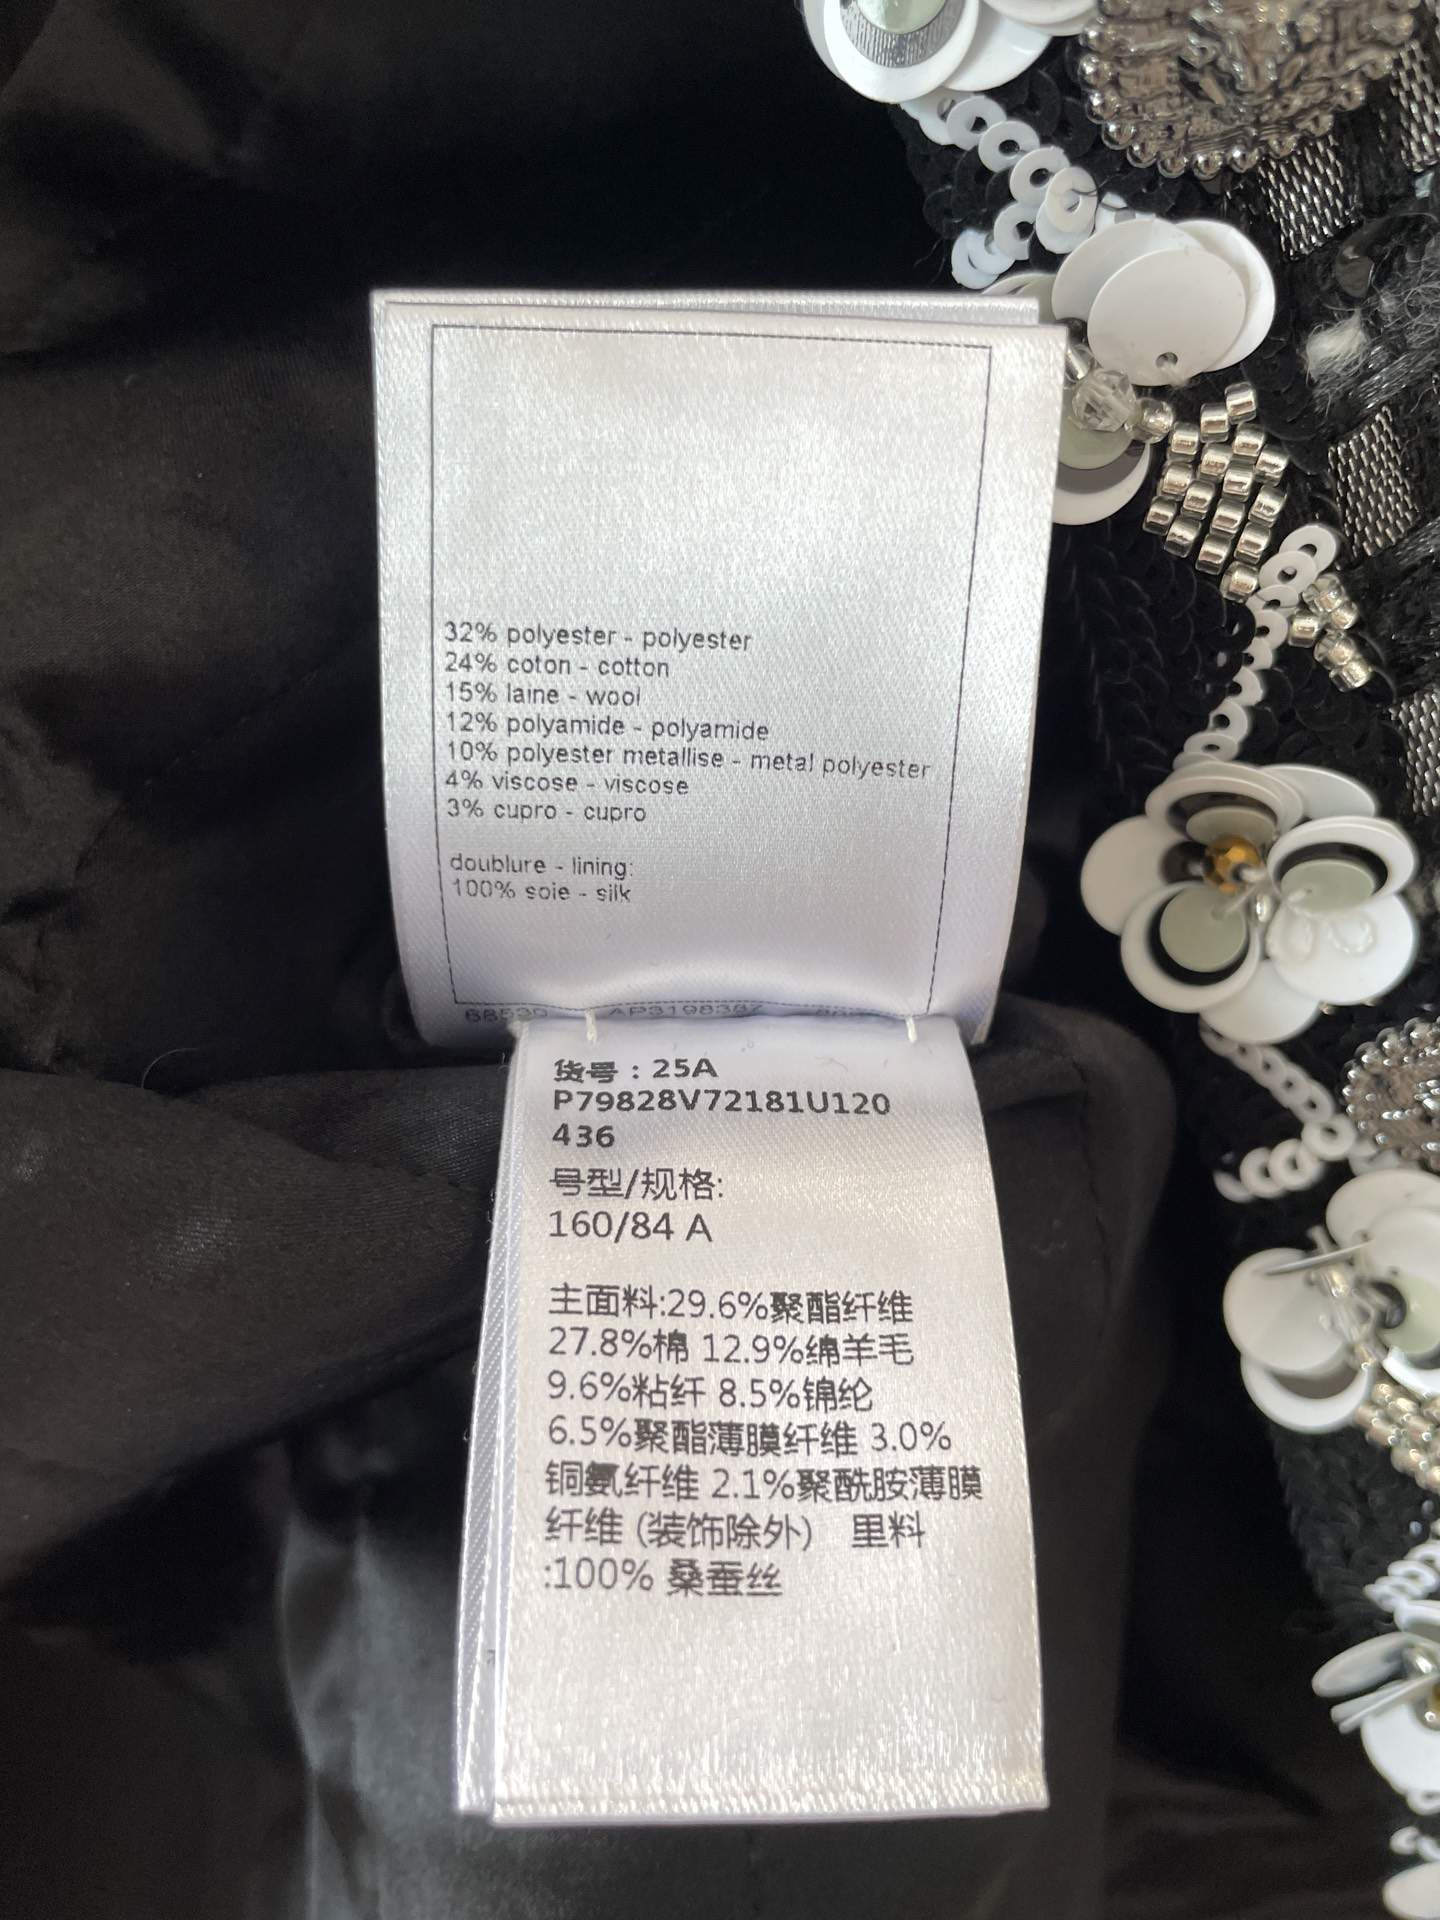 32% polyester - polyester
24% coton - cotton
15% laine - wool
12% polyamide - polyamide
10% polyester metallise - metal polyester
4% viscose - viscose
3% cupro - cupro
doublure - lining:
100% soie - silk
货号：25A
P79828V72181U120
436
号型/规格:
160/84 A
主面料:29.6%聚酯纤维
27.8%棉 12.9%绵羊毛
9.6%粘纤 8.5%锦纶
6.5%聚酯薄膜纤维 3.0%
铜氨纤维 2.1%聚酰胺薄膜
纤维 (装饰除外) 里料
:100% 桑蚕丝